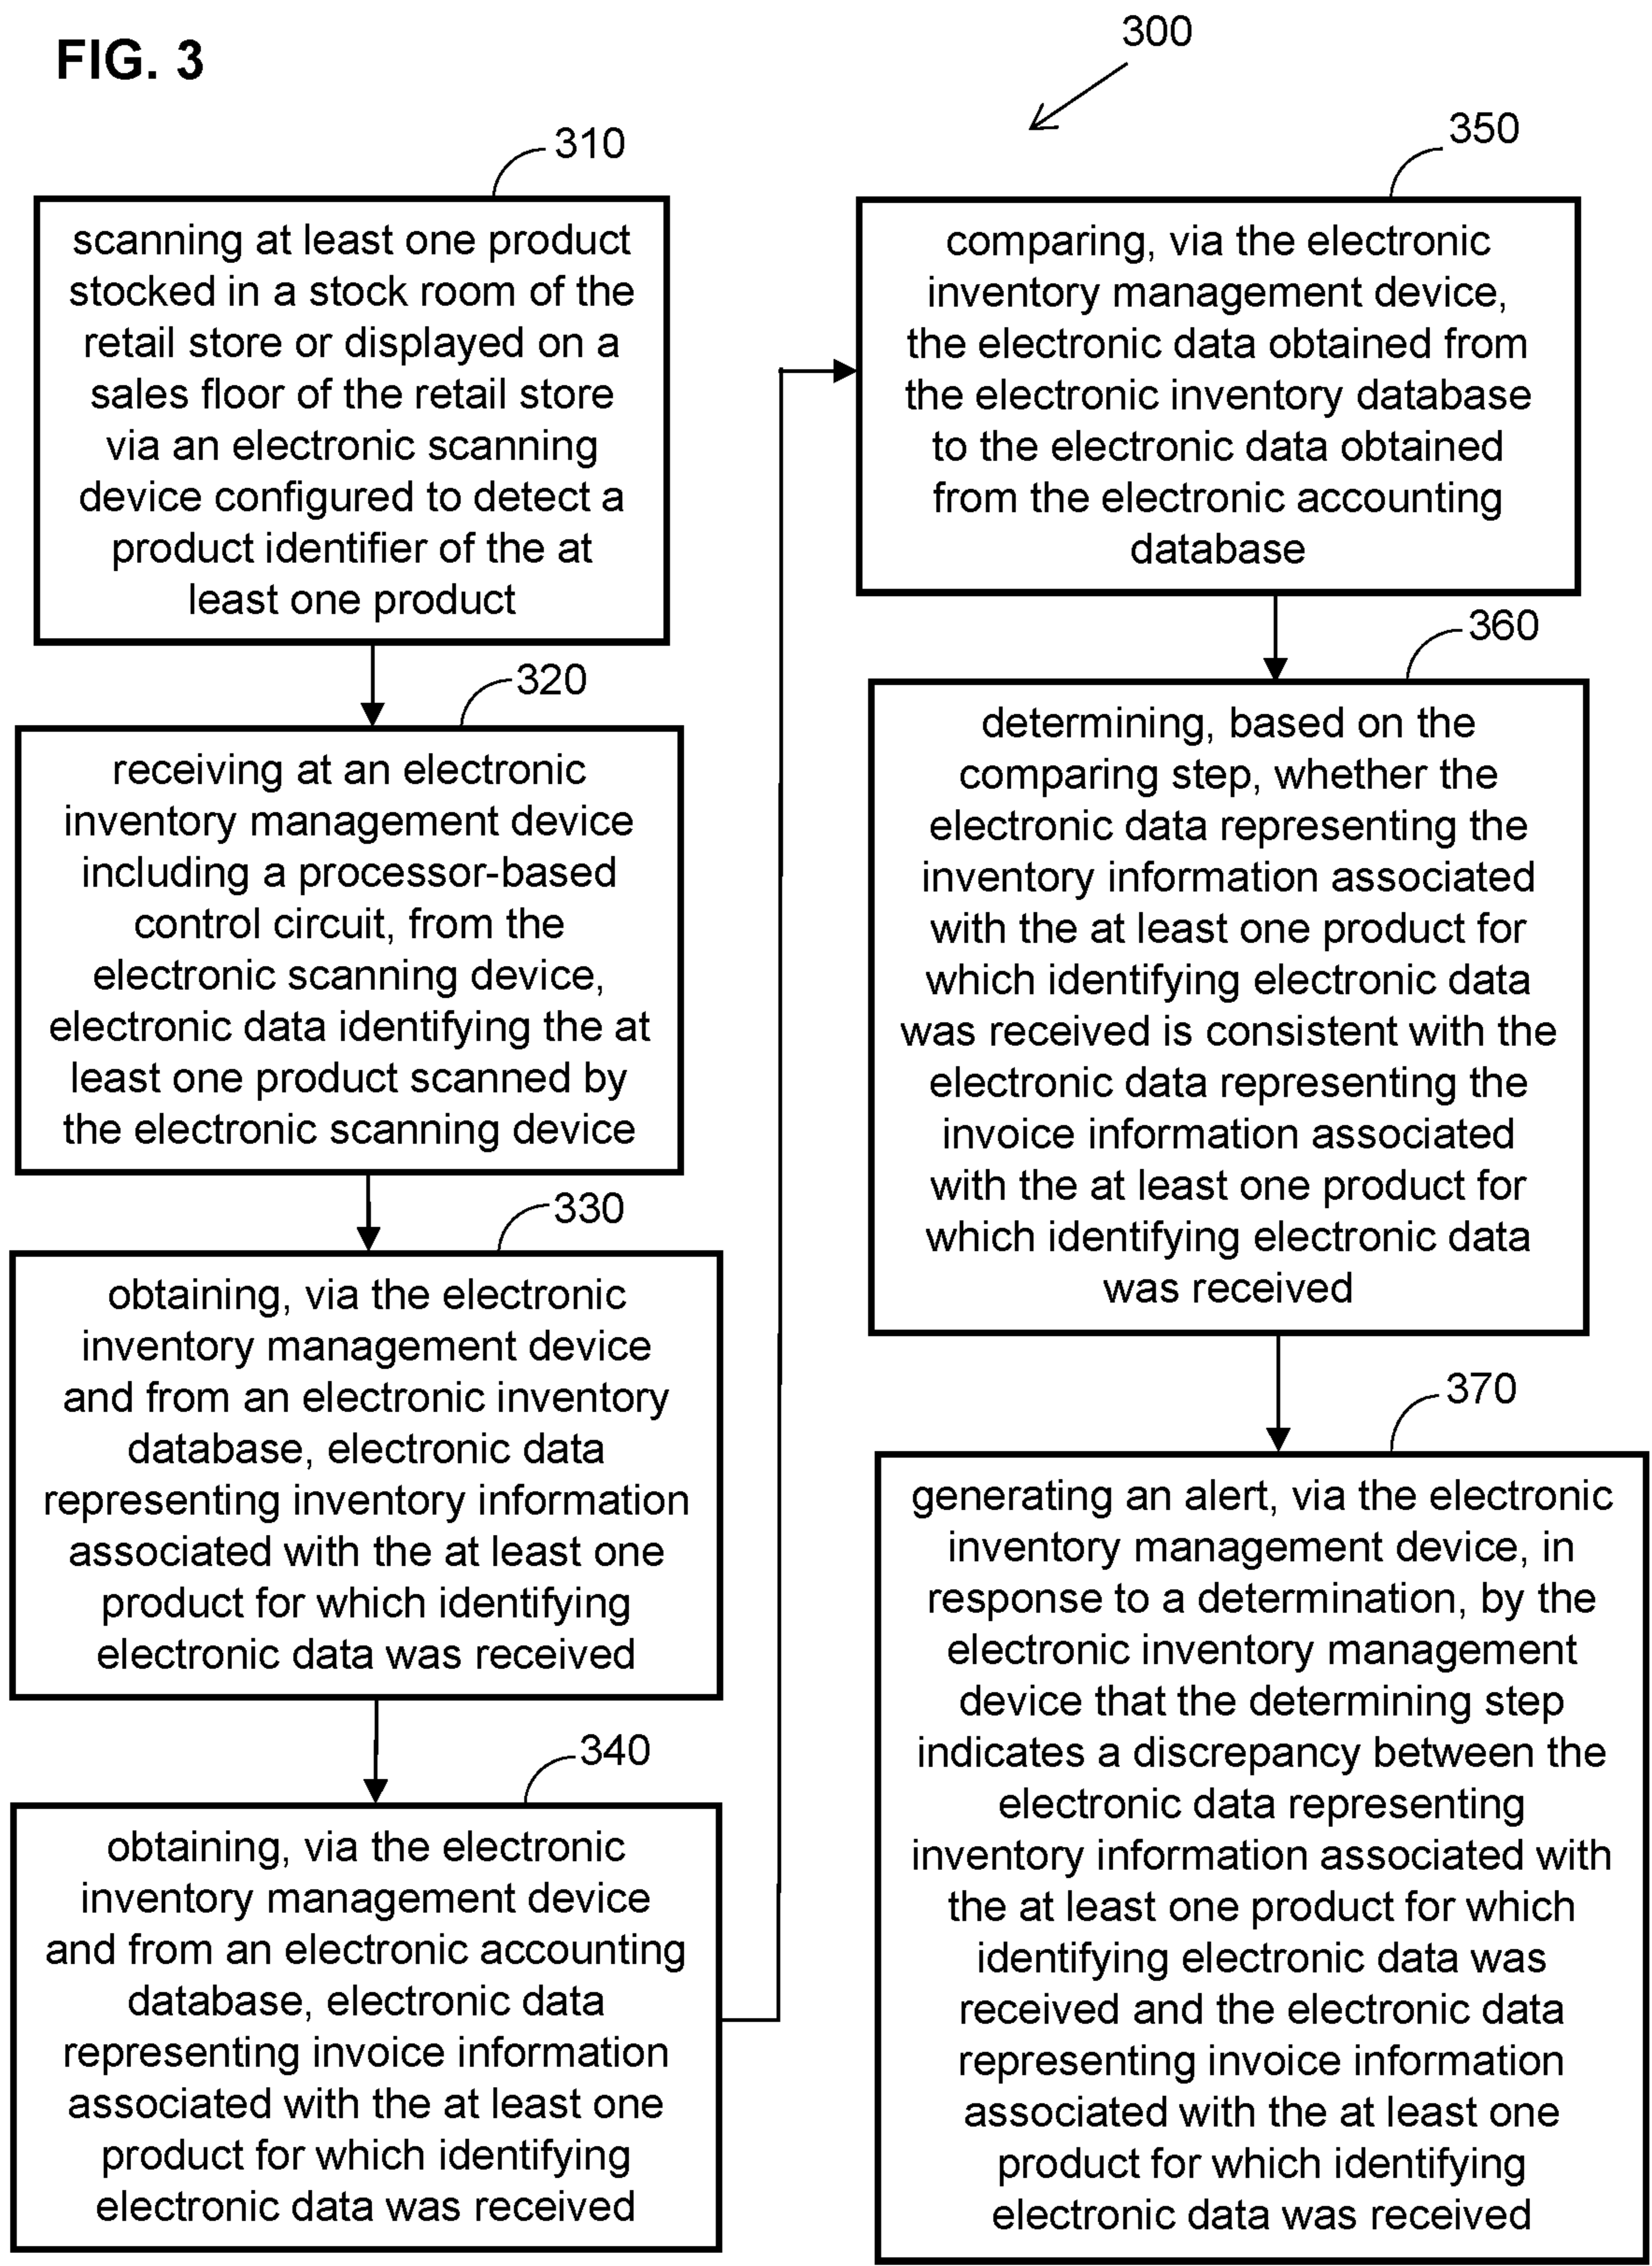 FIG. 3
300
310
scanning at least one product
stocked in a stock room of the
retail store or displayed on a
sales floor of the retail store
via an electronic scanning
device configured to detect a
product identifier of the at
least one product
320
receiving at an electronic
inventory management device
including a processor-based
control circuit, from the
electronic scanning device,
electronic data identifying the at
least one product scanned by
the electronic scanning device
330
obtaining, via the electronic
inventory management device
and from an electronic inventory
database, electronic data
representing inventory information
associated with the at least one
product for which identifying
electronic data was received
340
obtaining, via the electronic
inventory management device
and from an electronic accounting
database, electronic data
representing invoice information
associated with the at least one
product for which identifying
electronic data was received
350
comparing, via the electronic
inventory management device,
the electronic data obtained from
the electronic inventory database
to the electronic data obtained
from the electronic accounting
database
360
determining, based on the
comparing step, whether the
electronic data representing the
inventory information associated
with the at least one product for
which identifying electronic data
was received is consistent with the
electronic data representing the
invoice information associated
with the at least one product for
which identifying electronic data
was received
370
generating an alert, via the electronic
inventory management device, in
response to a determination, by the
electronic inventory management
device that the determining step
indicates a discrepancy between the
electronic data representing
inventory information associated with
the at least one product for which
identifying electronic data was
received and the electronic data
representing invoice information
associated with the at least one
product for which identifying
electronic data was received